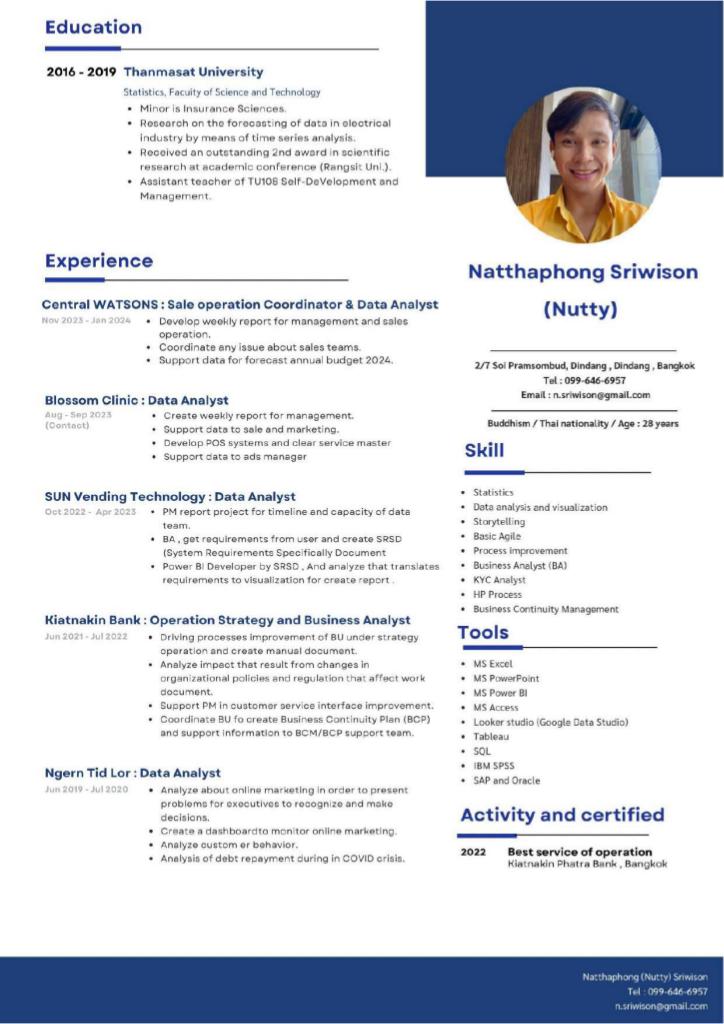 Education
2016 - 2019 Thanmasat University
Statistics, Facufty of Science and Technology
• Minor is Insurance Sciences.
• Research on the forecasting of data in electrical
industry by means of time series analysis.
• Received an outstanding 2nd award in scientific
research at academic conference (Rangsit Uni.).
• Assistant teacher of TU106 Self-DeVelopment and
Management.
Experience
Central WATSONS : Sale operation Coordinator & Data Analyst
Nov 2023 - Jan 2024
• Develop weekly report for management and sales
operation.
• Coordinate any issue about sales teams.
• Support data for forecast annual budget 2024.
Blossom Clinic : Data Analyst
Aug - Sep 2023
(Contact)
• Create weekly report for management.
• Support data to sale and marketing.
• Develop POS systems and clear service master
• Support data to ads manager
SUN Vending Technology : Data Analyst
Oct 2022 - Apr 2023
• PM report project for timeline and capacity of data
team.
• BA , get requirements from user and create SRSD
(System Requirements Specifically Document
• Power BI Developer by SRSD , And analyze that translates
requirements to visualization for create report .
Kiatnakin Bank : Operation Strategy and Business Analyst
Jun 2021 - Jul 2022
• Driving processes improvement of BU under strategy
operation and create manual document.
• Analyze impact that result from changes in
organizational policies and regulation that affect work
document.
• Support PM in customer service interface improvement.
• Coordinate BU fo create Business Continuity Plan (BCP)
and support information to BCM/BCP support team.
Ngern Tid Lor : Data Analyst
Jun 2019 - Jul 2020
• Analyze about online marketing in order to present
problems for executives to recognize and make
decisions.
• Create a dashboardto monitor online marketing.
• Analyze custom er behavior.
• Analysis of debt repayment during in COVID crisis.
Natthaphong Sriwison
(Nutty)
2/7 Soi Pramsombud, Dindang , Dindang , Bangkok
Tel : 099-646-6957
Email : n.sriwison@gmail.com
Buddhism / Thai nationality / Age : 28 years
Skill
• Statistics
• Data analysis and visualization
• Storytelling
• Basic Agile
• Process improvement
• Business Analyst (BA)
• KYC Analyst
• HP Process
• Business Continuity Management
Tools
• MS Excel
• MS PowerPoint
• MS Power BI
• MS Access
• Looker studio (Google Data Studio)
• Tableau
• SQL
• IBM SPSS
• SAP and Oracle
Activity and certified
2022 Best service of operation
Kiatnakin Phatra Bank , Bangkok
Natthaphong (Nutty) Sriwison
Tel : 099-646-6957
n.sriwison@gmail.com